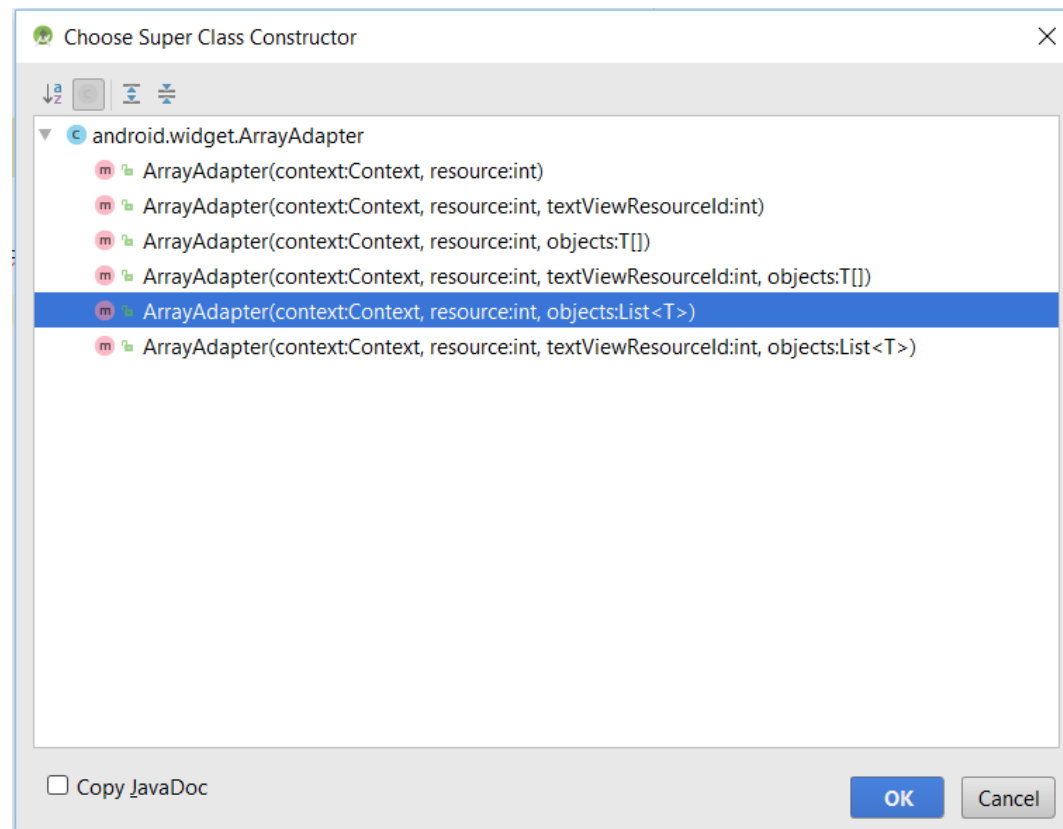 Choose Super Class Constructor
android.widget.ArrayAdapter
ArrayAdapter(context:Context, resource:int)
ArrayAdapter(context:Context, resource:int, textViewResourceId:int)
ArrayAdapter(context:Context, resource:int, objects:T[])
ArrayAdapter(context:Context, resource:int, textViewResourceId:int, objects:T[])
ArrayAdapter(context:Context, resource:int, objects:List<T>)
ArrayAdapter(context:Context, resource:int, textViewResourceId:int, objects:List<T>)
Copy JavaDoc
OK Cancel